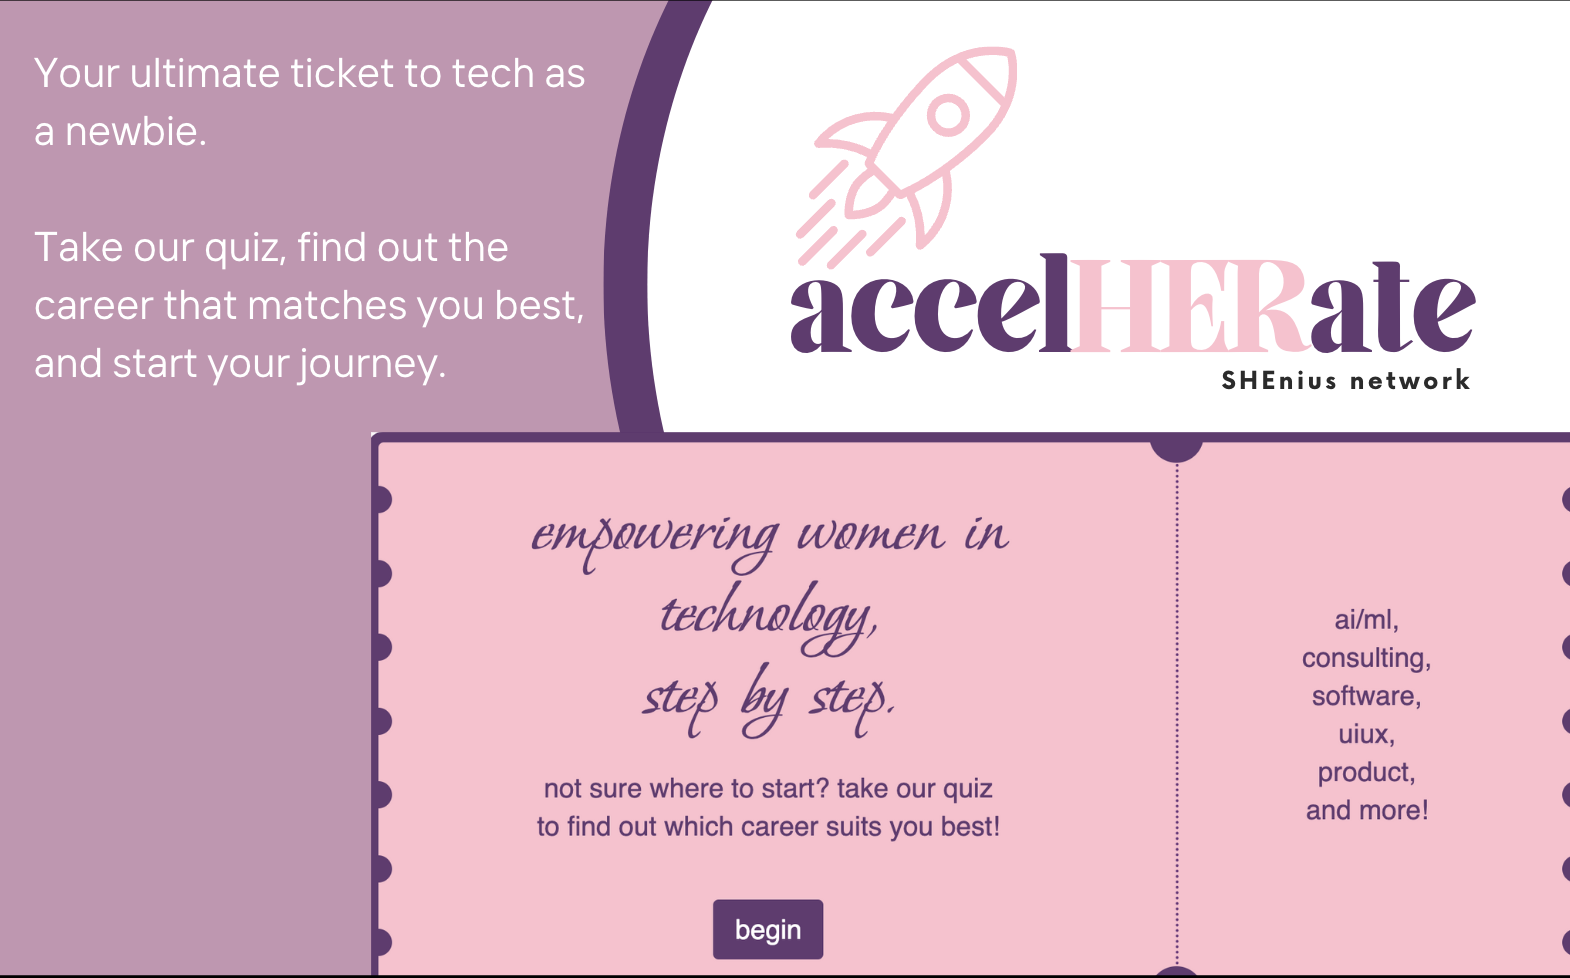 Your ultimate ticket to tech as
a newbie.
Take our quiz, find out the
career that matches you best,
and start your journey.
accelHERate
SHEnius network
empowering women in
technology,
step by step.
not sure where to start? take our quiz
to find out which career suits you best!
begin
ai/ml,
consulting,
software,
uiux,
product,
and more!